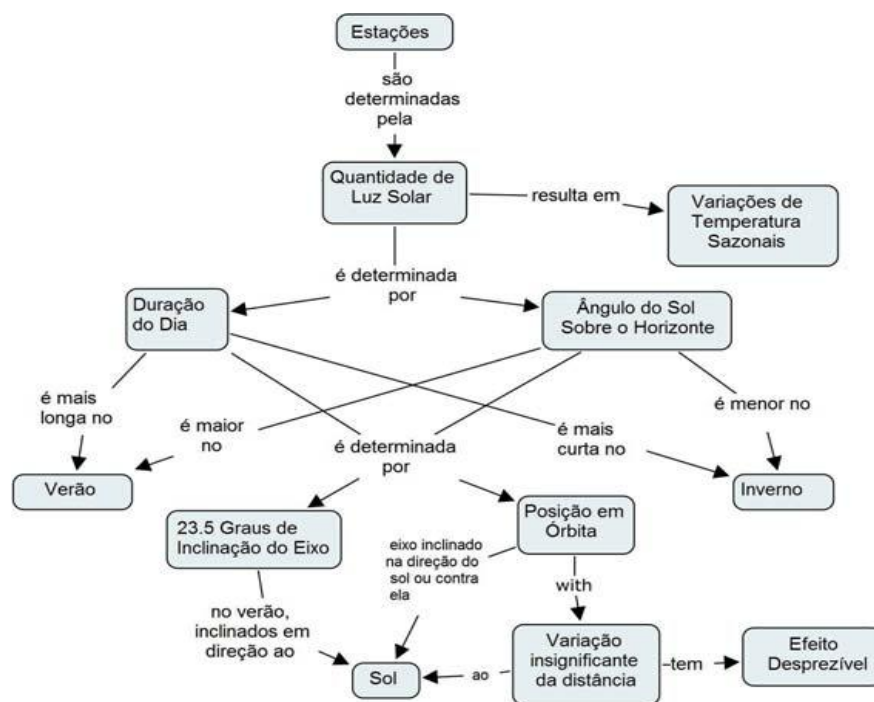 Estações
são
determinadas
pela
Quantidade de
Luz Solar
resulta em
Variações de
Temperatura
Sazonais
é determinada
por
Duração
do Dia
Ângulo do Sol
Sobre o Horizonte
é mais
longa no
é maior
no
é determinada
por
é mais
curta no
é menor no
Verão
Inverno
23.5 Graus de
Inclinação do Eixo
eixo inclinado
na direção do
sol ou contra
ela
Posição em
Órbita
with
no verão,
inclinados em
direção ao
Sol
ao
Variação
insignificante
da distância
tem
Efeito
Desprezível